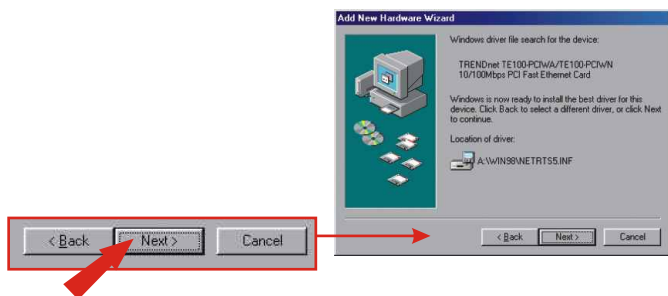 Add New Hardware Wizard
Windows driver file search for the device:
TRENDnet TE100-PCIWA/TE100-PCIWN
10/100Mbps PCI Fast Ethernet Card
Windows is now ready to install the best driver for this
device. Click Back to select a different driver, or click Next
to continue.
Location of driver:
A:\WIN98\NETRTS5.INF
< Back
Next >
Cancel
< Back
Next >
Cancel